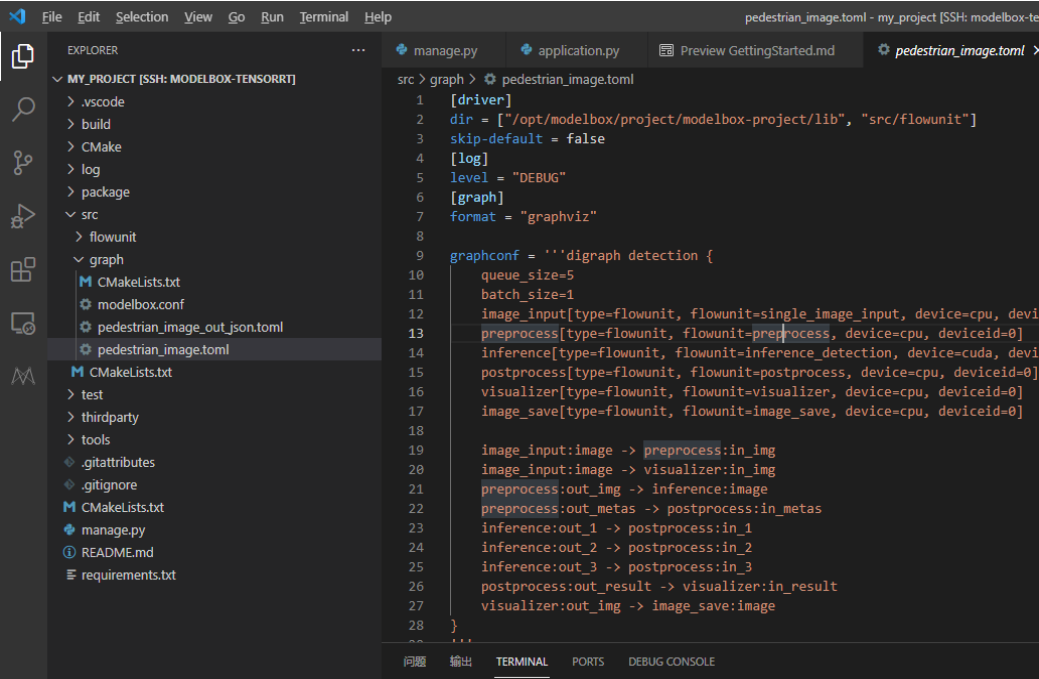 File Edit Selection View Go Run Terminal Help
pedestrian_image.toml - my_project [SSH: modelbox-te
EXPLORER
MY_PROJECT [SSH: MODELBOX-TENSORRT]
.vscode
build
CMake
log
package
src
flowunit
graph
CMakeLists.txt
modelbox.conf
pedestrian_image_out_json.toml
pedestrian_image.toml
CMakeLists.txt
test
thirdparty
tools
.gitattributes
.gitignore
CMakeLists.txt
manage.py
README.md
requirements.txt
manage.py application.py Preview GettingStarted.md pedestrian_image.toml
src > graph > pedestrian_image.toml
1 [driver]
2 dir = ["/opt/modelbox/project/modelbox-project/lib", "src/flowunit"]
3 skip-default = false
4 [log]
5 level = "DEBUG"
6 [graph]
7 format = "graphviz"
8
9 graphconf = '''digraph detection {
10 queue_size=5
11 batch_size=1
12 image_input[type=flowunit, flowunit=single_image_input, device=cpu, devi
13 preprocess[type=flowunit, flowunit=preprocess, device=cpu, deviceid=0]
14 inference[type=flowunit, flowunit=inference_detection, device=cuda, devi
15 postprocess[type=flowunit, flowunit=postprocess, device=cpu, deviceid=0]
16 visualizer[type=flowunit, flowunit=visualizer, device=cpu, deviceid=0]
17 image_save[type=flowunit, flowunit=image_save, device=cpu, deviceid=0]
18
19 image_input:image -> preprocess:in_img
20 image_input:image -> visualizer:in_img
21 preprocess:out_img -> inference:image
22 preprocess:out_metas -> postprocess:in_metas
23 inference:out_1 -> postprocess:in_1
24 inference:out_2 -> postprocess:in_2
25 inference:out_3 -> postprocess:in_3
26 postprocess:out_result -> visualizer:in_result
27 visualizer:out_img -> image_save:image
28 }
'''
问题 输出 TERMINAL PORTS DEBUG CONSOLE